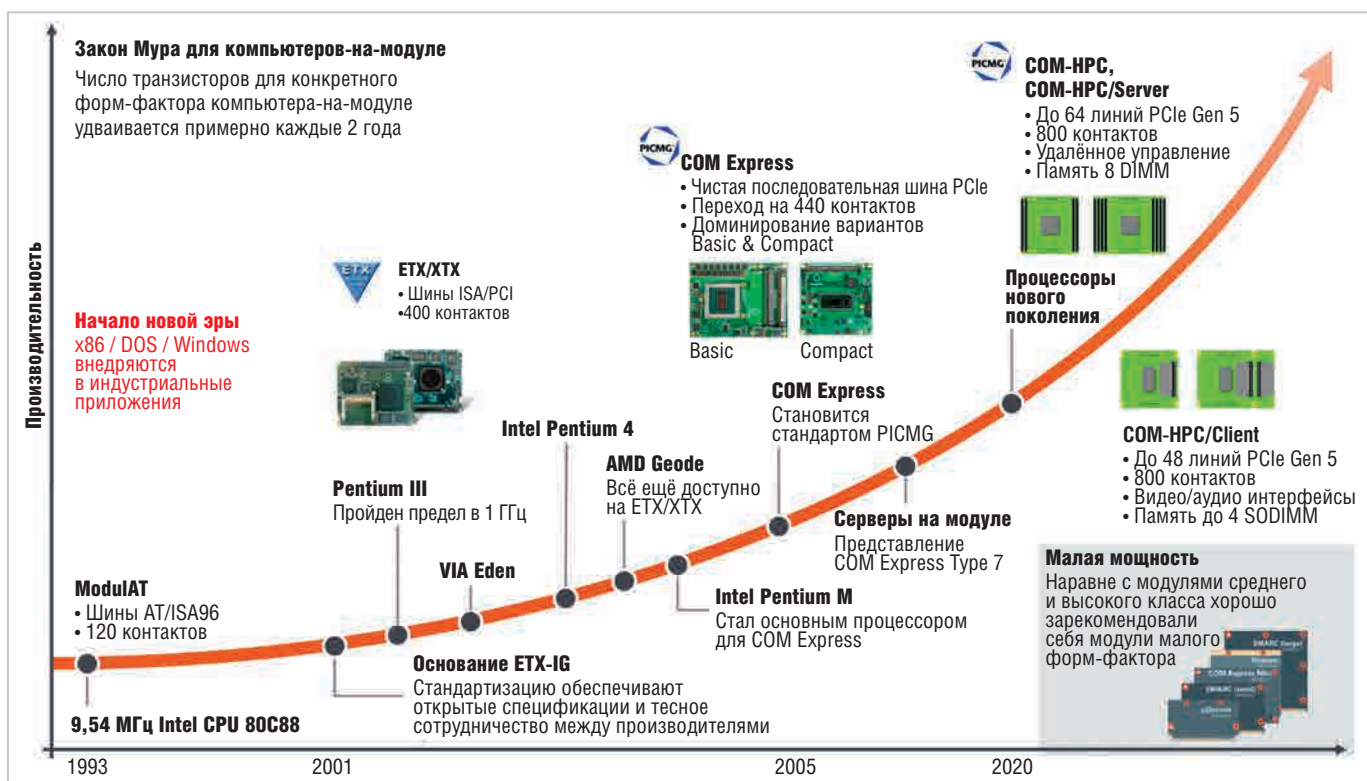 Закон Мура для компьютеров-на-модуле
Число транзисторов для конкретного
форм-фактора компьютера-на-модуле
удваивается примерно каждые 2 года
Производительность
Начало новой эры
x86 / DOS / Windows
внедряются
в индустриальные
приложения
ETX
ETX/XTX
• Шины ISA/PCI
•400 контактов
PICMG
COM Express
• Чистая последовательная шина PCIe
• Переход на 440 контактов
• Доминирование вариантов
Basic & Compact
Basic
Compact
PICMG
COM-HPC,
COM-HPC/Server
• До 64 линий PCIe Gen 5
• 800 контактов
• Удалённое управление
• Память 8 DIMM
Процессоры
нового
поколения
COM-HPC/Client
• До 48 линий PCIe Gen 5
• 800 контактов
• Видео/аудио интерфейсы
• Память до 4 SODIMM
ModulAT
• Шины AT/ISA96
• 120 контактов
9,54 МГц Intel CPU 80C88
Pentium III
Пройден предел в 1 ГГц
Основание ETX-IG
Стандартизацию обеспечивают
открытые спецификации и тесное
сотрудничество между производителями
VIA Eden
Intel Pentium 4
AMD Geode
Всё ещё доступно
на ETX/XTX
Intel Pentium M
Стал основным процессором
для COM Express
COM Express
Становится
стандартом PICMG
Серверы на модуле
Представление
COM Express Type 7
Малая мощность
Наравне с модулями среднего
и высокого класса хорошо
зарекомендовали
себя модули малого
форм-фактора
1993
2001
2005
2020